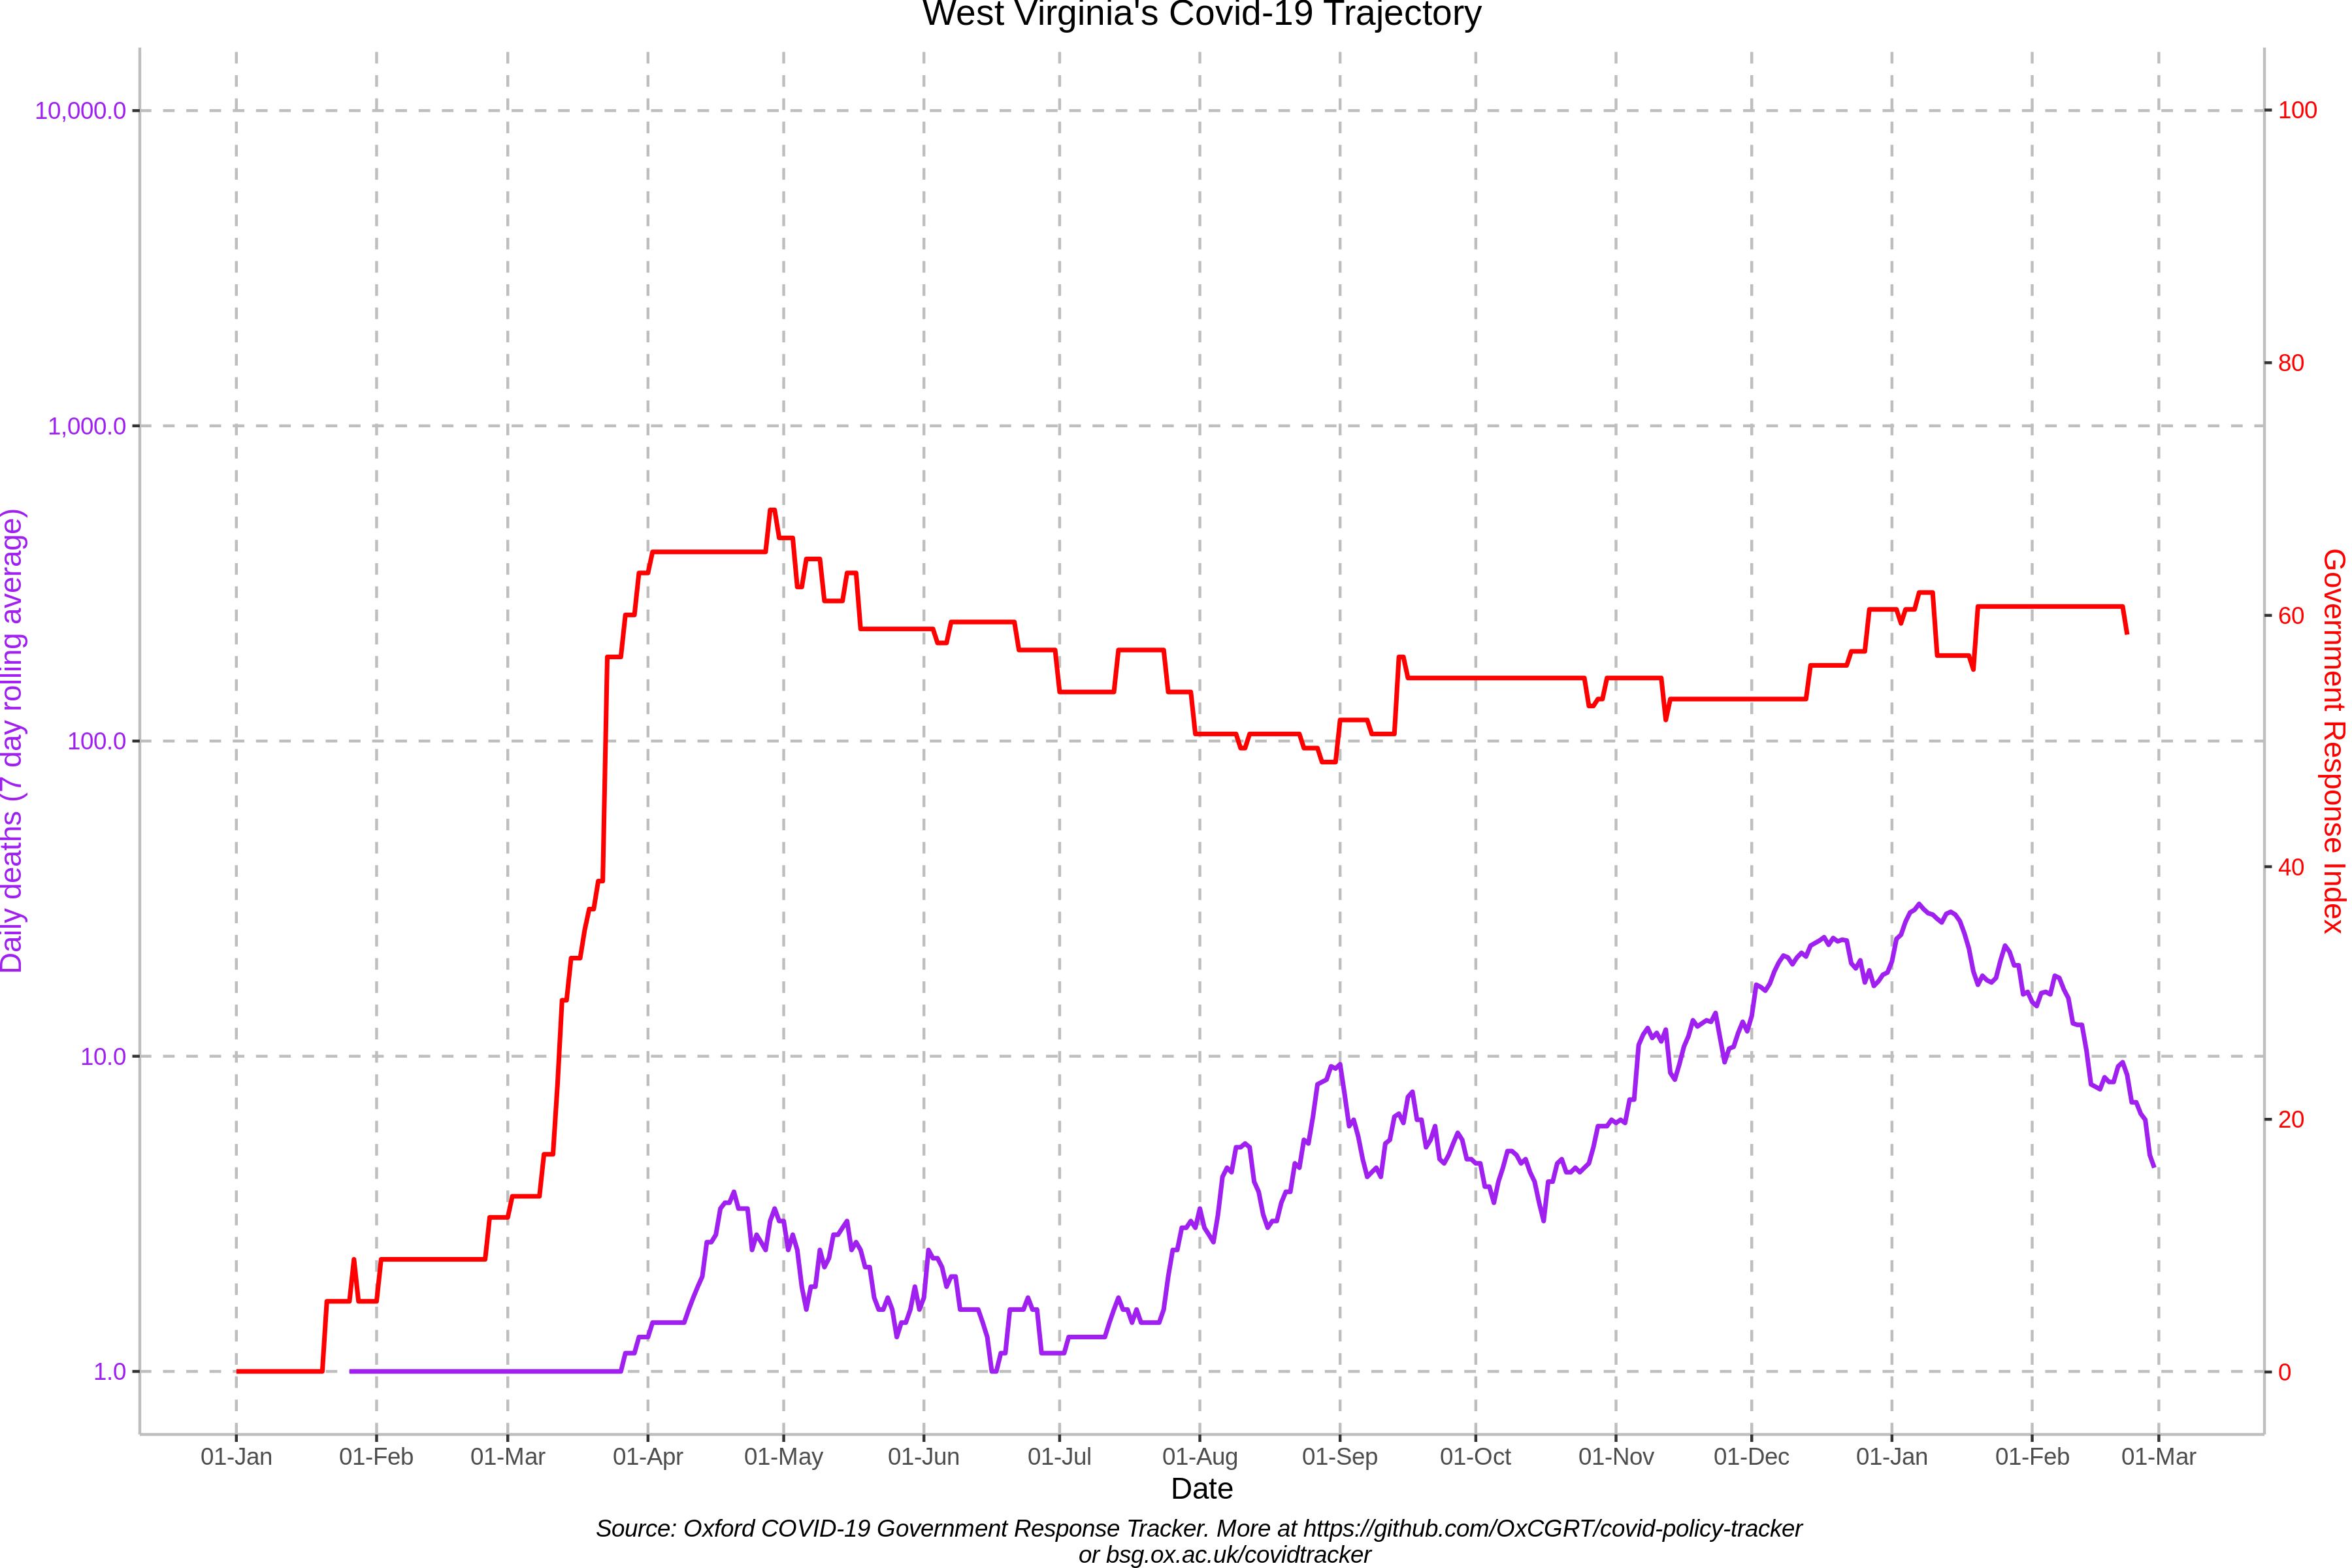 West Virginia's Covid-19 Trajectory
10,000.0
1,000.0
100.0
10.0
1.0
Daily deaths (7 day rolling average)
100
80
60
40
20
0
Government Response Index
01-Jan 01-Feb 01-Mar 01-Apr 01-May 01-Jun 01-Jul 01-Aug 01-Sep 01-Oct 01-Nov 01-Dec 01-Jan 01-Feb 01-Mar
Date
Source: Oxford COVID-19 Government Response Tracker. More at https://github.com/OxCGRT/covid-policy-tracker
or bsg.ox.ac.uk/covidtracker